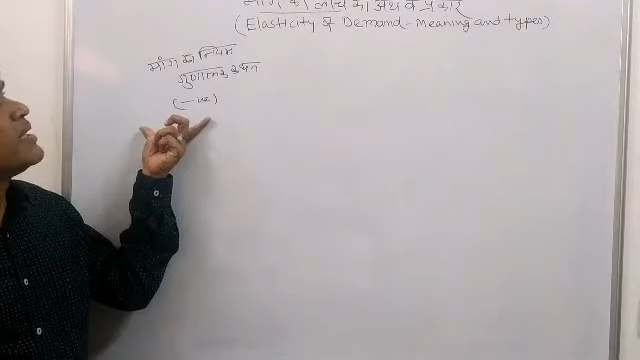 माँग की लोच का अर्थ व प्रकार
(Elasticity of Demand - Meaning and types)
माँग का नियम
गुणात्मक कथन
(-ve)